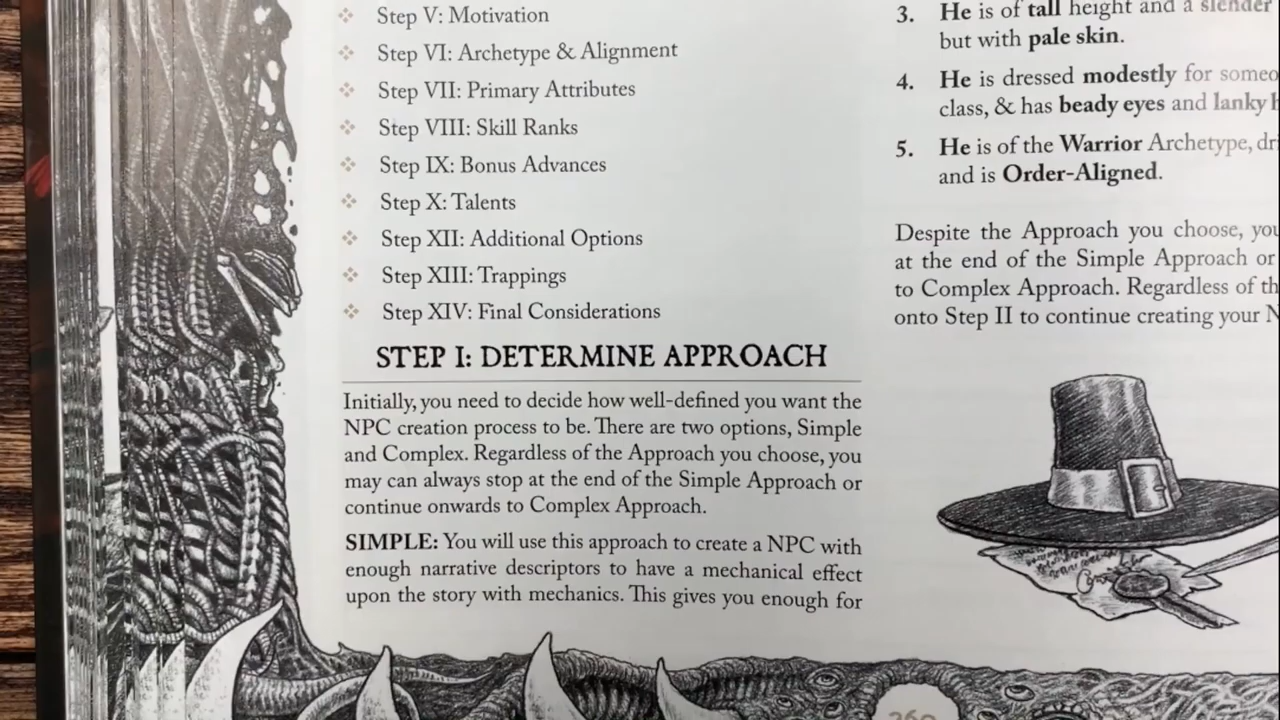 Step V: Motivation
Step VI: Archetype & Alignment
Step VII: Primary Attributes
Step VIII: Skill Ranks
Step IX: Bonus Advances
Step X: Talents
Step XII: Additional Options
Step XIII: Trappings
Step XIV: Final Considerations
STEP I: DETERMINE APPROACH
Initially, you need to decide how well-defined you want the
NPC creation process to be. There are two options, Simple
and Complex. Regardless of the Approach you choose, you
may can always stop at the end of the Simple Approach or
continue onwards to Complex Approach.
SIMPLE: You will use this approach to create a NPC with
enough narrative descriptors to have a mechanical effect
upon the story with mechanics. This gives you enough for
3. He is of tall height and a slender
but with pale skin.
4. He is dressed modestly for someo
class, & has beady eyes and lanky
5. He is of the Warrior Archetype, dr
and is Order-Aligned.
Despite the Approach you choose, you
at the end of the Simple Approach or
to Complex Approach. Regardless of th
onto Step II to continue creating your N